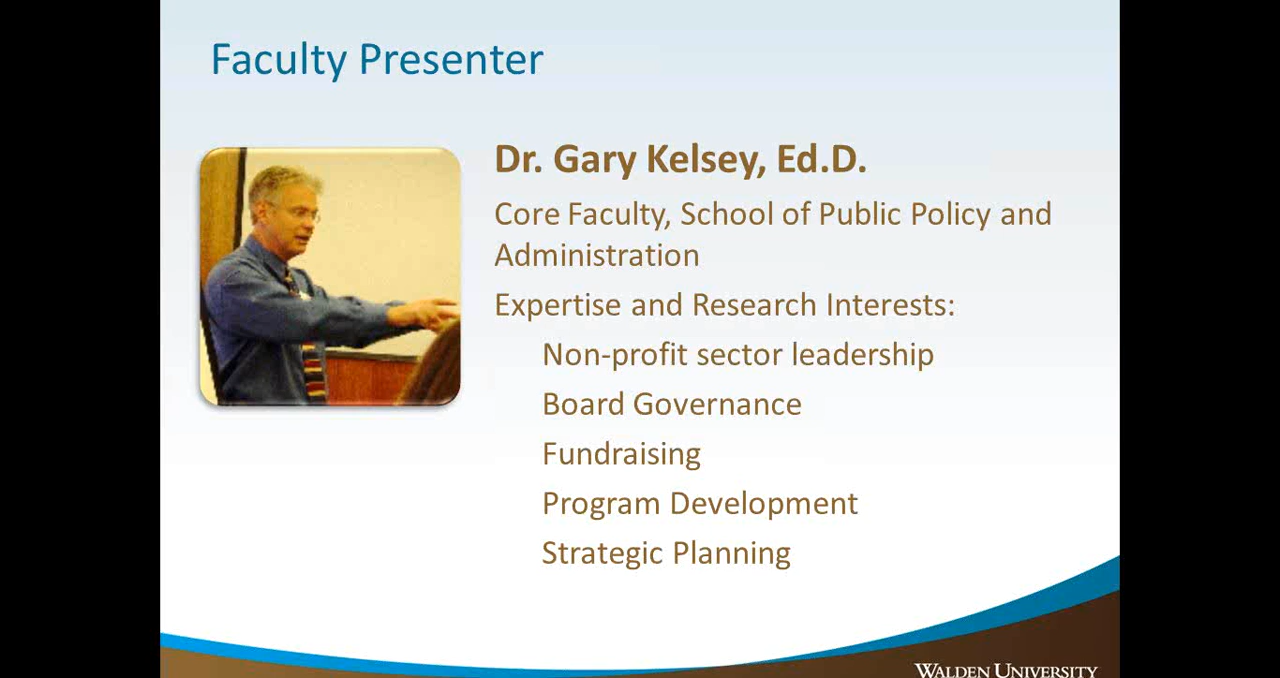 Faculty Presenter
Dr. Gary Kelsey, Ed.D.
Core Faculty, School of Public Policy and
Administration
Expertise and Research Interests:
Non-profit sector leadership
Board Governance
Fundraising
Program Development
Strategic Planning
WALDEN UNIVERSITY